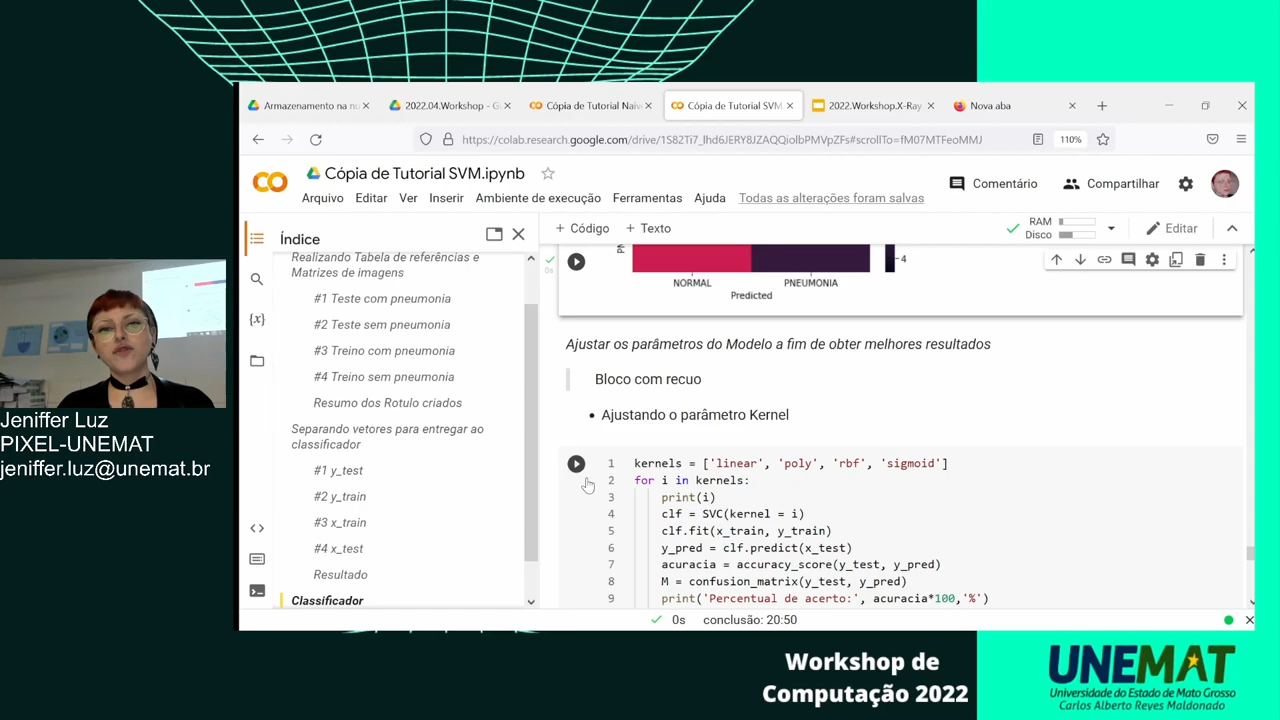 Armazenamento na nu
2022.04.Workshop - G
Cópia de Tutorial Naiv
Cópia de Tutorial SVM
2022.Workshop.X-Ray
Nova aba
110%
Cópia de Tutorial SVM.ipynb
Arquivo Editar Ver Inserir Ambiente de execução Ferramentas Ajuda Todas as alterações foram salvas
Comentário
Compartilhar
Índice
+ Código + Texto
RAM
Disco
Editar
Realizando Tabela de referências e
Matrizes de imagens
#1 Teste com pneumonia
#2 Teste sem pneumonia
#3 Treino com pneumonia
#4 Treino sem pneumonia
Resumo dos Rotulo criados
Separando vetores para entregar ao
classificador
#1 y_test
#2 y_train
#3 x_train
#4 x_test
Resultado
Classificador
{x}
0s
4
NORMAL PNEUMONIA
Predicted
Ajustar os parâmetros do Modelo a fim de obter melhores resultados
Bloco com recuo
• Ajustando o parâmetro Kernel
1 kernels = ['linear', 'poly', 'rbf', 'sigmoid']
2 for i in kernels:
3 print(i)
4 clf = SVC(kernel = i)
5 clf.fit(x_train, y_train)
6 y_pred = clf.predict(x_test)
7 acuracia = accuracy_score(y_test, y_pred)
8 M = confusion_matrix(y_test, y_pred)
9 print('Percentual de acerto:', acuracia*100,'%')
0s conclusão: 20:50
Jeniffer Luz
PIXEL-UNEMAT
jeniffer.luz@unemat.br
Workshop de
Computação 2022
UNEMAT
Universidade do Estado de Mato Grosso
Carlos Alberto Reyes Maldonado